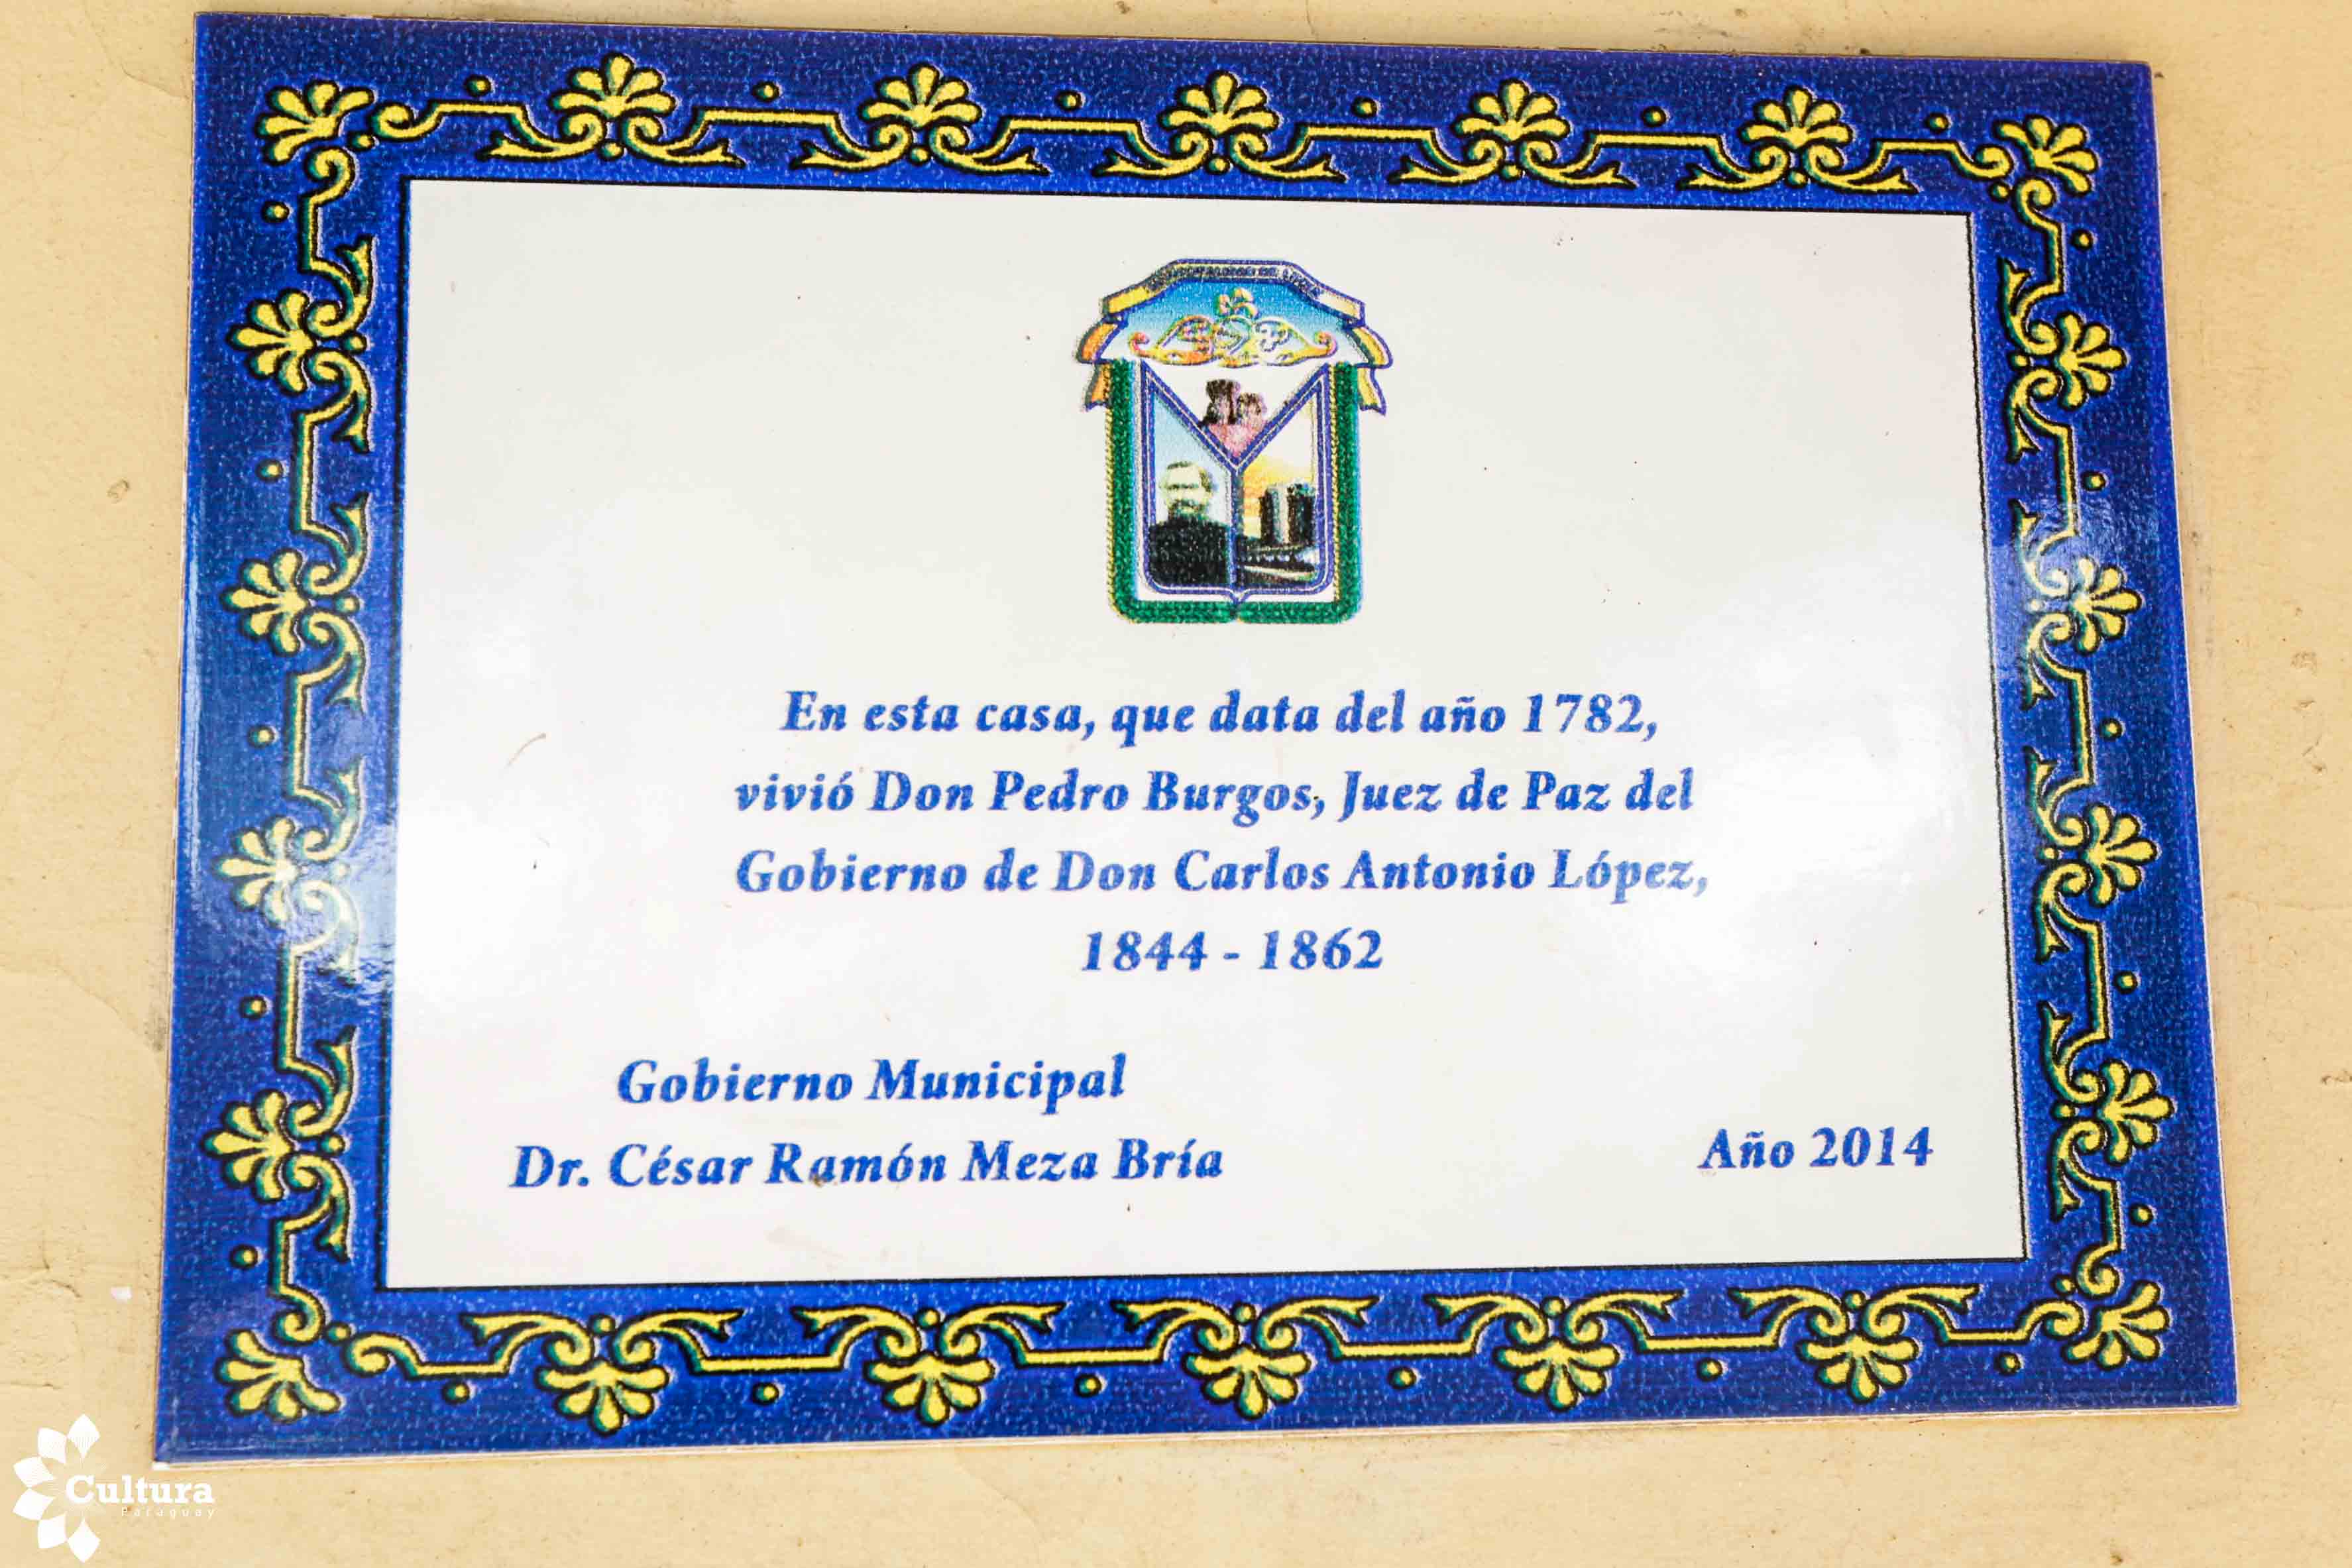 En esta casa, que data del año 1782,
vivió Don Pedro Burgos, Juez de Paz del
Gobierno de Don Carlos Antonio López,
1844 - 1862
Gobierno Municipal
Dr. César Ramón Meza Bría
Año 2014
Cultura
Paraguay